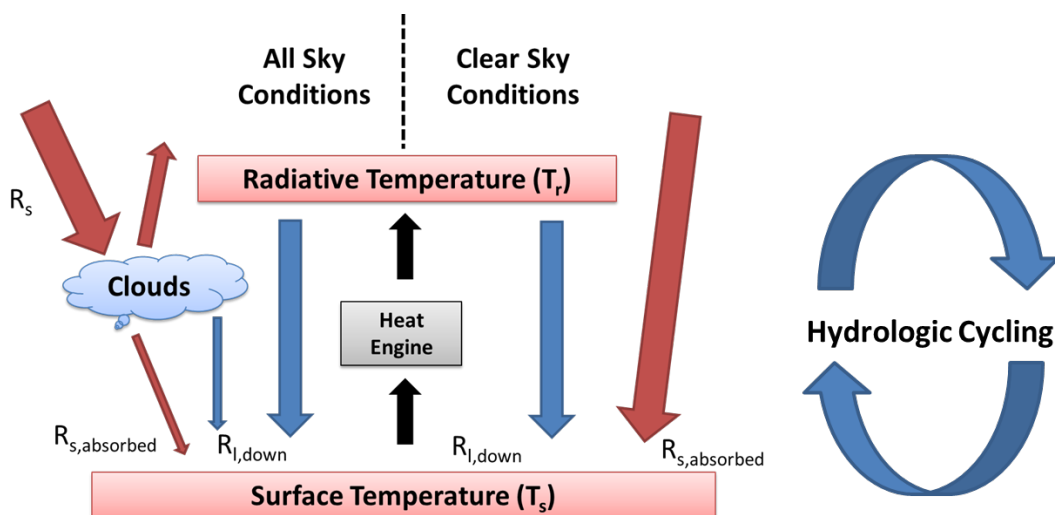 All Sky
Conditions
Clear Sky
Conditions
Radiative Temperature (Tr)
Rs
Clouds
Heat
Engine
Hydrologic Cycling
Rs,absorbed
Rl,down
Rl,down
Rs,absorbed
Surface Temperature (Ts)